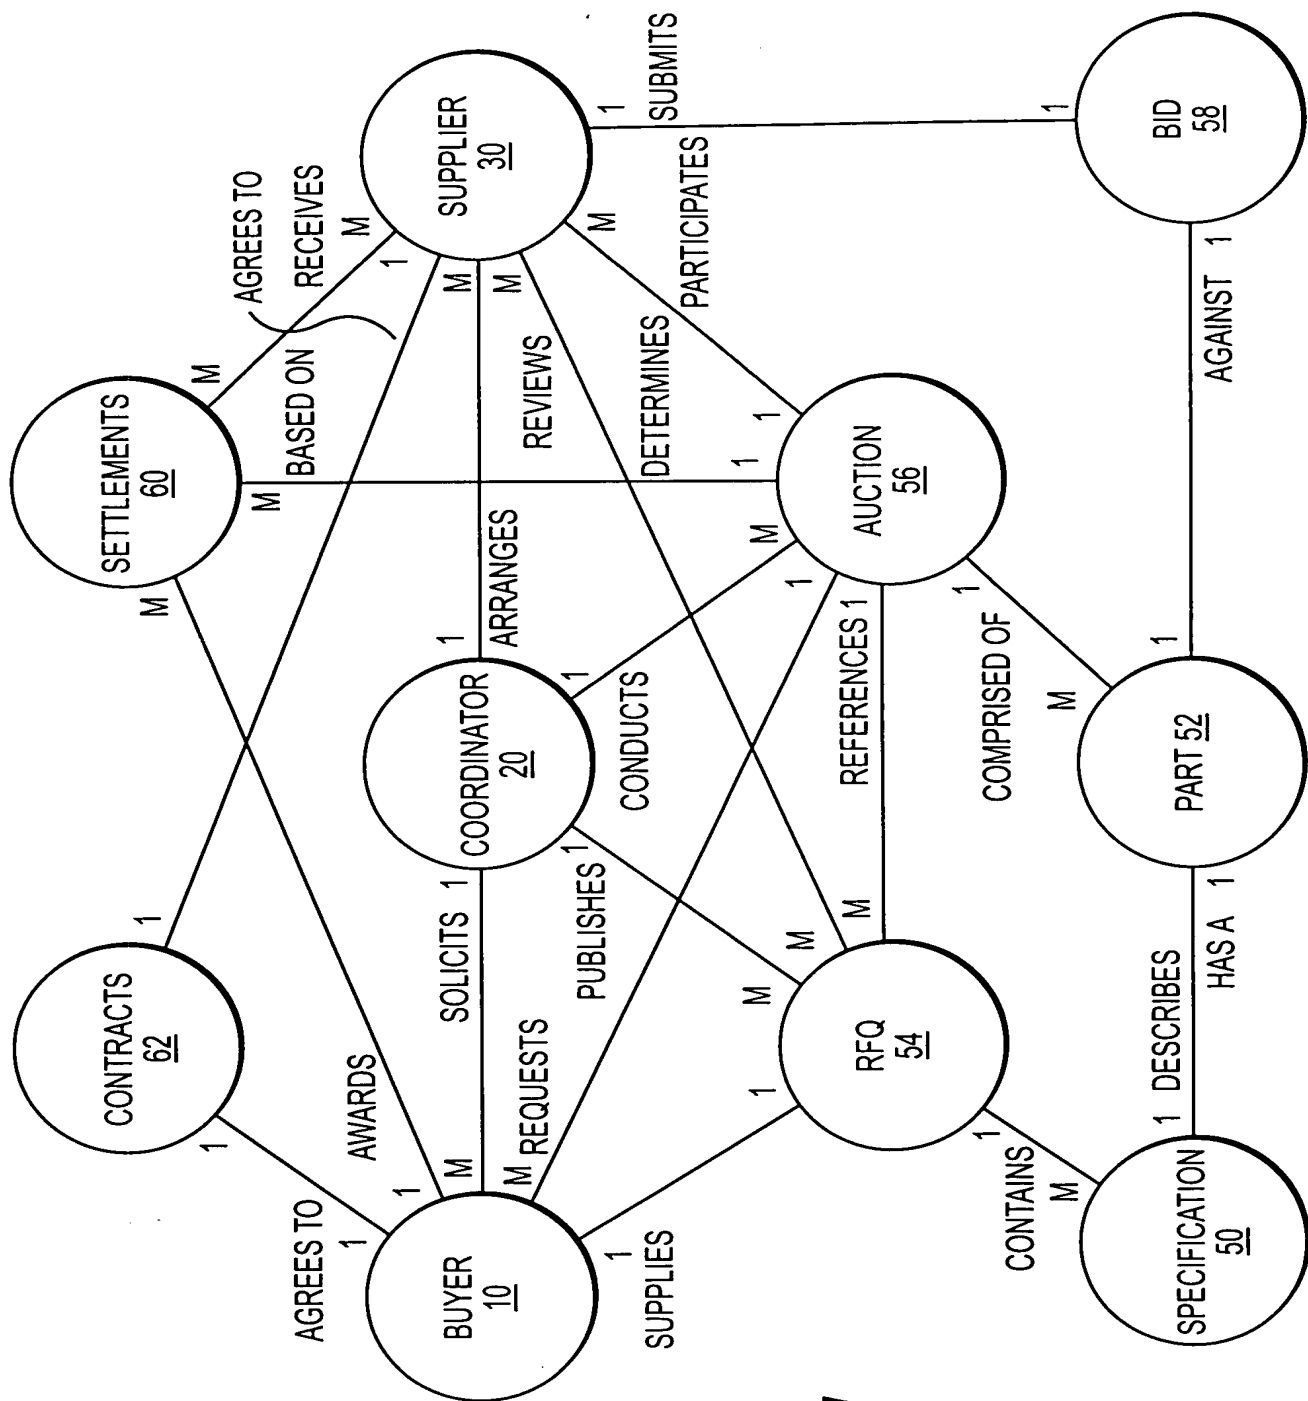 CONTRACTS
62
SETTLEMENTS
60
1
M
M
1
M
AGREES TO
1
AWARDS
1
M
BASED ON
AGREES TO
RECEIVES
M
1
BUYER
10
M
SOLICITS 1
COORDINATOR
20
1
ARRANGES
M
M
REVIEWS
SUPPLIER
30
M
REQUESTS
1
SUPPLIES
PUBLISHES
1
1
CONDUCTS
DETERMINES
PARTICIPATES
M
1
SUBMITS
1
M
M
1
M
1
1
RFQ
54
M
REFERENCES 1
AUCTION
56
1
CONTAINS
M
1
COMPRISED OF
M
1
SPECIFICATION
50
1 DESCRIBES
HAS A 1
PART 52
1
AGAINST 1
BID
58